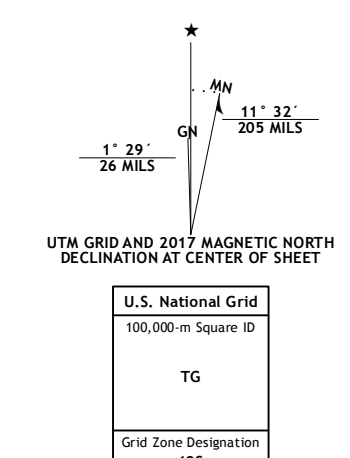 ★
MN
11° 32´
205 MILS
GN
1° 29´
26 MILS
UTM GRID AND 2017 MAGNETIC NORTH
DECLINATION AT CENTER OF SHEET
U.S. National Grid
100,000-m Square ID
TG
Grid Zone Designation